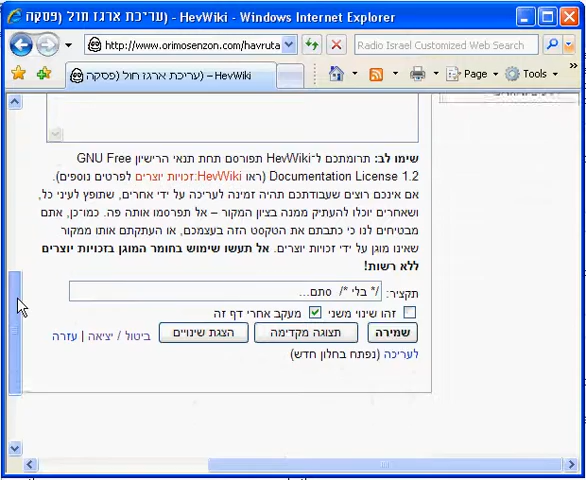 עריכת ארגז חול (פסקה) – HevWiki - Windows Internet Explorer
http://www.orimosenzon.com/havruta
Radio Israel Customized Web Search
עריכת ארגז חול (פסקה) – HevWiki
Page
Tools
שימו לב: תרומתכם ל־HevWiki תפורסם תחת תנאי הרישיון GNU Free
Documentation License 1.2 (ראו HevWiki:זכויות יוצרים לפרטים נוספים).
אם אינכם רוצים שעבודתכם תהיה זמינה לעריכה על ידי אחרים, שתופץ לעיני כל,
ושאחרים יוכלו להעתיק ממנה בציון המקור – אל תפרסמו אותה פה. כמו־כן, אתם
מבטיחים לנו כי כתבתם את הטקסט הזה בעצמכם, או העתקתם אותו ממקור
שאינו מוגן על ידי זכויות יוצרים. אל תעשו שימוש בחומר המוגן בזכויות יוצרים
ללא רשות!
תקציר: /* בלי */ סתם...
זהו שינוי משני מעקב אחרי דף זה
שמירה תצוגה מקדימה הצגת שינויים ביטול / יציאה | עזרה
לעריכה (נפתח בחלון חדש)